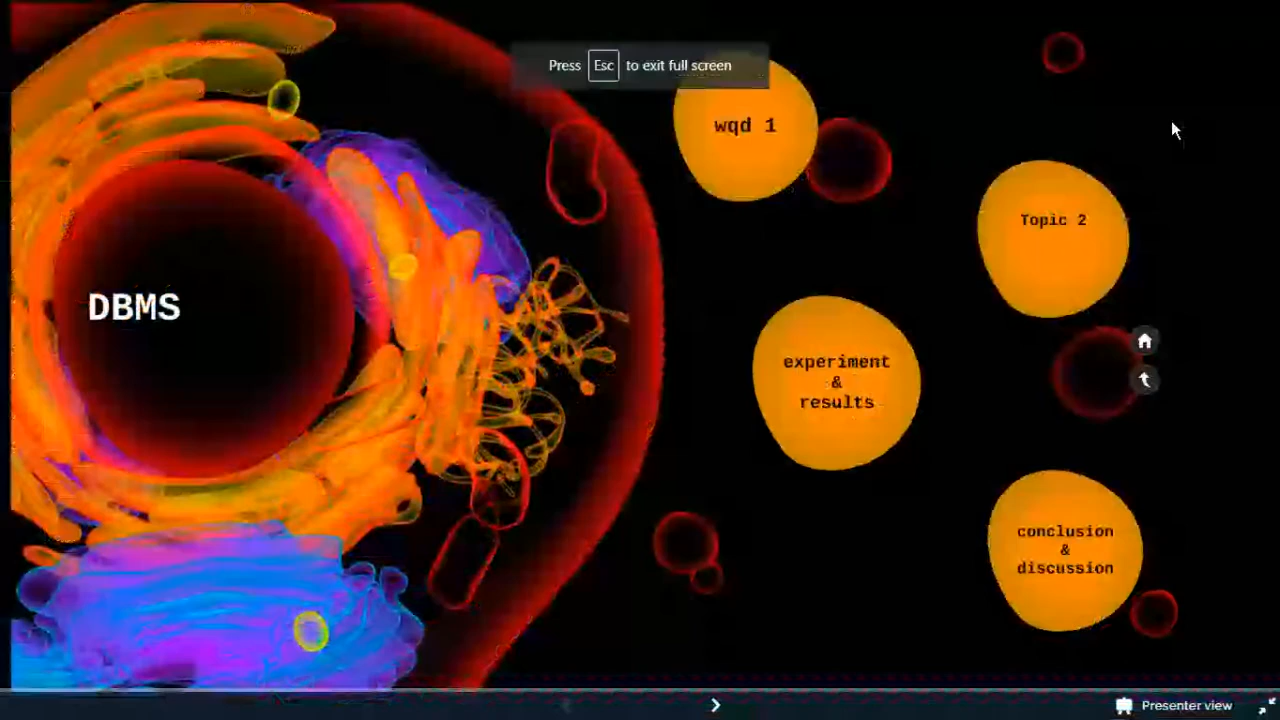 Press Esc to exit full screen
wqd 1
Topic 2
DBMS
experiment
&
results
conclusion
&
discussion
Presenter view